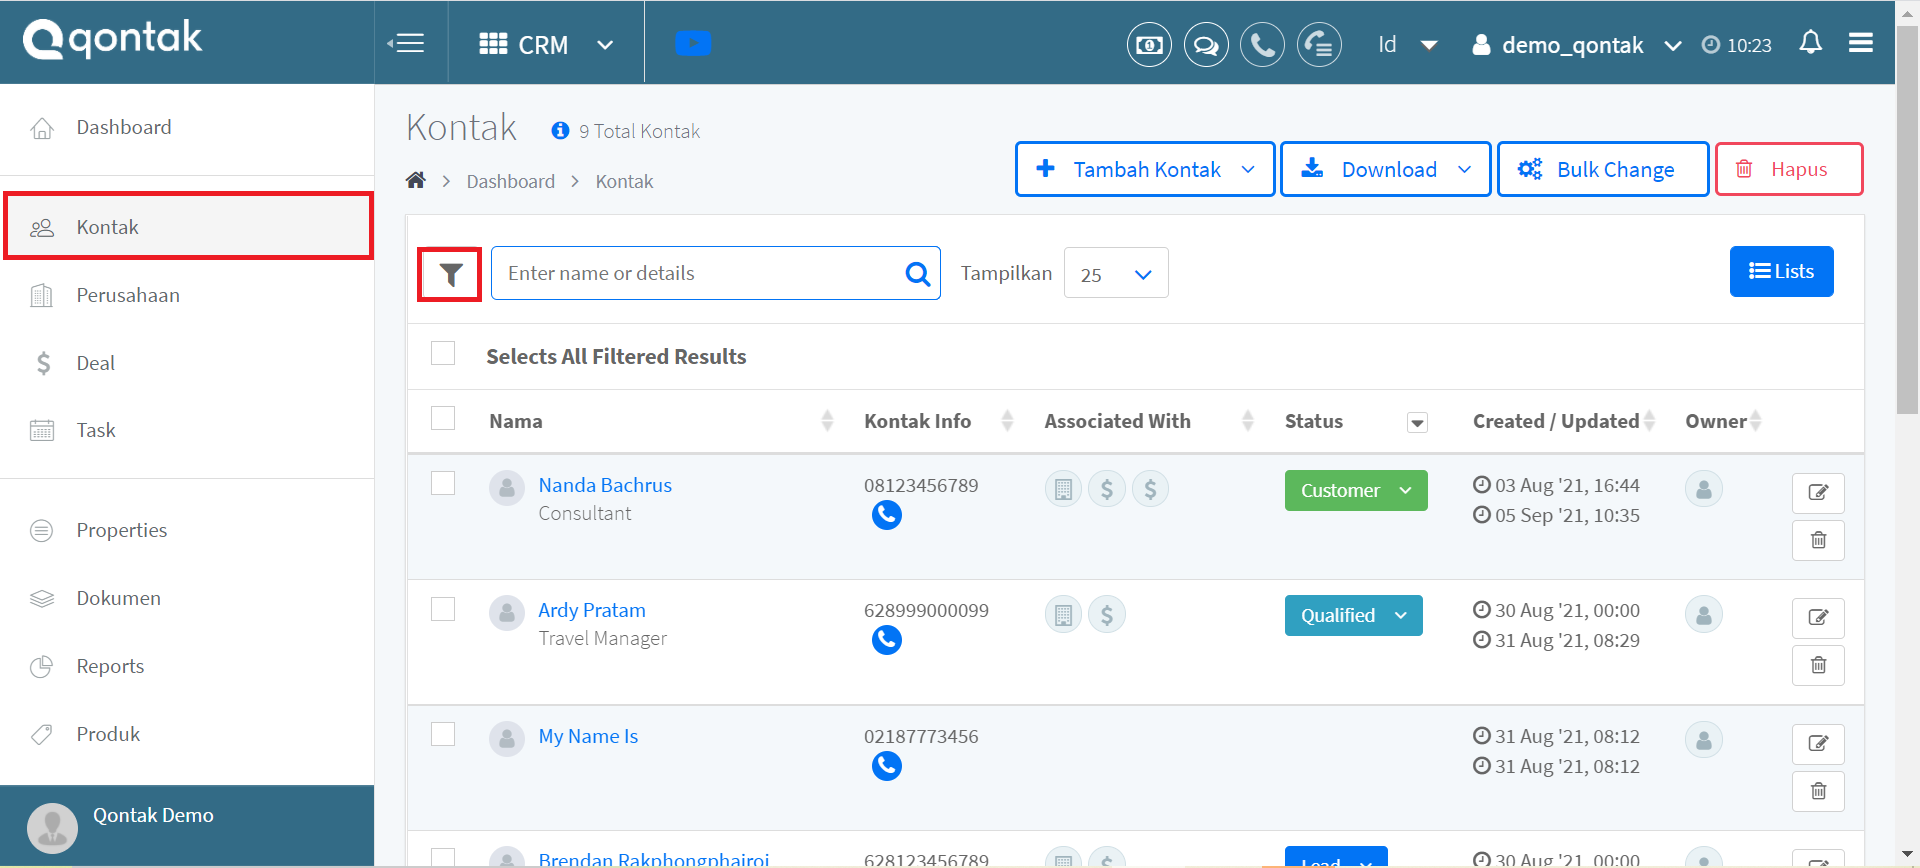 qontak
CRM
Id
demo_qontak
10:23
Dashboard
Kontak
Perusahaan
Deal
Task
Properties
Dokumen
Reports
Produk
Qontak Demo
Kontak
9 Total Kontak
Dashboard
Kontak
Tambah Kontak
Download
Bulk Change
Hapus
Enter name or details
Tampilkan
25
Lists
Selects All Filtered Results
Nama
Kontak Info
Associated With
Status
Created / Updated
Owner
Nanda Bachrus
Consultant
08123456789
Customer
03 Aug '21, 16:44
05 Sep '21, 10:35
Ardy Pratam
Travel Manager
628999000099
Qualified
30 Aug '21, 00:00
31 Aug '21, 08:29
My Name Is
02187773456
31 Aug '21, 08:12
31 Aug '21, 08:12
Brendan Rakphongphairoj
628123456789
Lead
30 Aug '21, 00:00